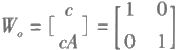 W_o = [ c cA ] = [ 1 0 0 1 ]